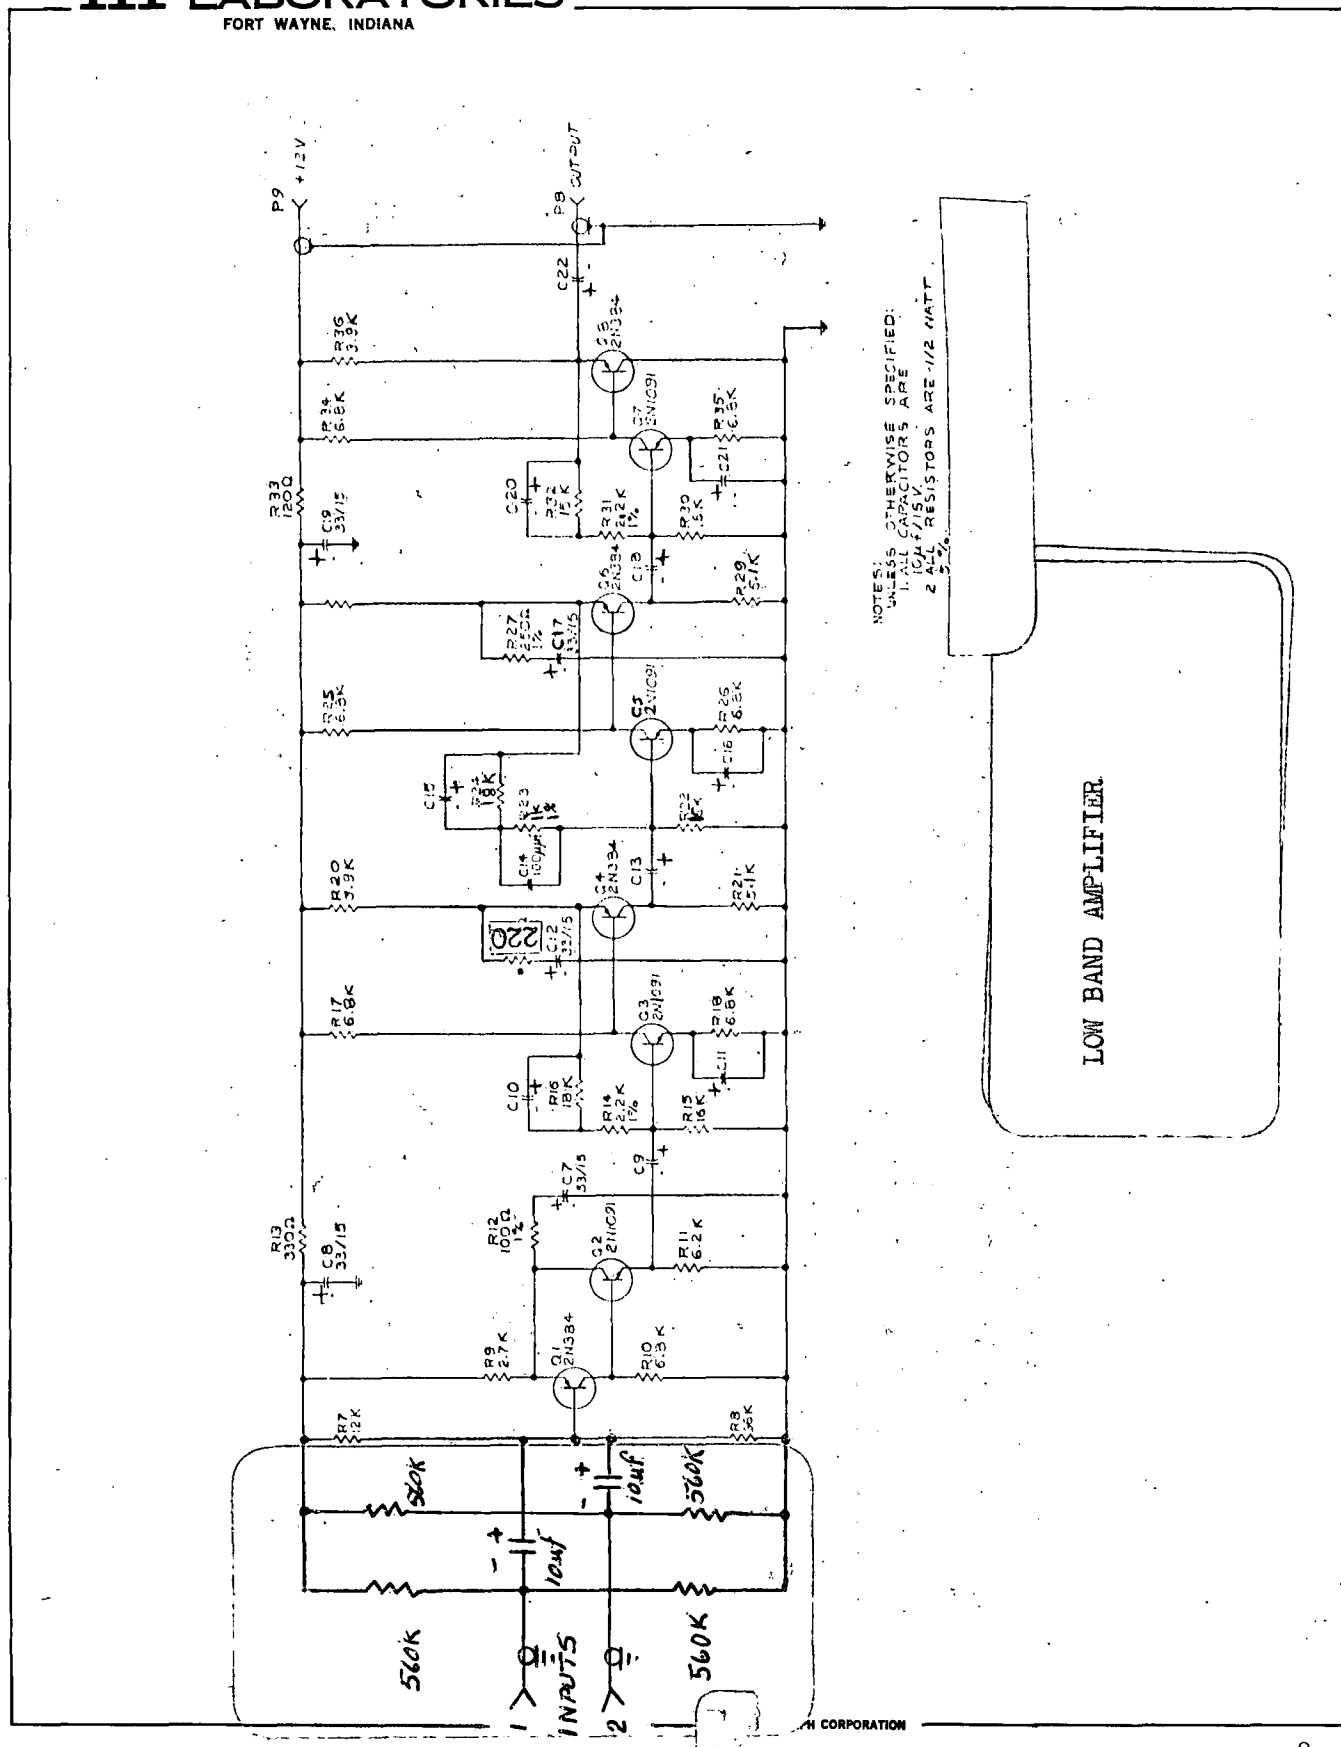 LABORATORIES
FORT WAYNE, INDIANA
P9 +12V
P8 OUTPUT
C22
+
-
R36
3.9K
Q8
2N384
R34
6.8K
Q7
2N1091
R35
6.8K
C21
R33
120Ω
C19
33/15
C20
R32
15K
R31
2.2K
1%
R30
C18
Q6
2N384
R29
5.1K
R27
1%
C17
33/15
R25
6.8K
2N1091
R26
6.8K
C16
C15
18K
R23
1K
C14
100μμf
R22
C13
R20
3.9K
Q4
2N384
R21
5.1K
220
C12
33/15
R17
6.8K
Q3
2N1091
R18
6.8K
C11
C10
R16
18K
R14
2.2K
1%
R15
16K
C9
C7
33/15
R12
100Ω
1%
Q2
2N1091
R11
6.2K
R13
330Ω
C8
33/15
R9
2.7K
Q1
2N384
R10
6.8K
R7
12K
R8
36K
560K
10μf
10μf
560K
560K
560K
1
INPUTS
2
NOTES:
UNLESS OTHERWISE SPECIFIED:
1. ALL CAPACITORS ARE
10μf/15V.
2 ALL RESISTORS ARE 1/2 WATT
5%
LOW BAND AMPLIFIER
PH CORPORATION